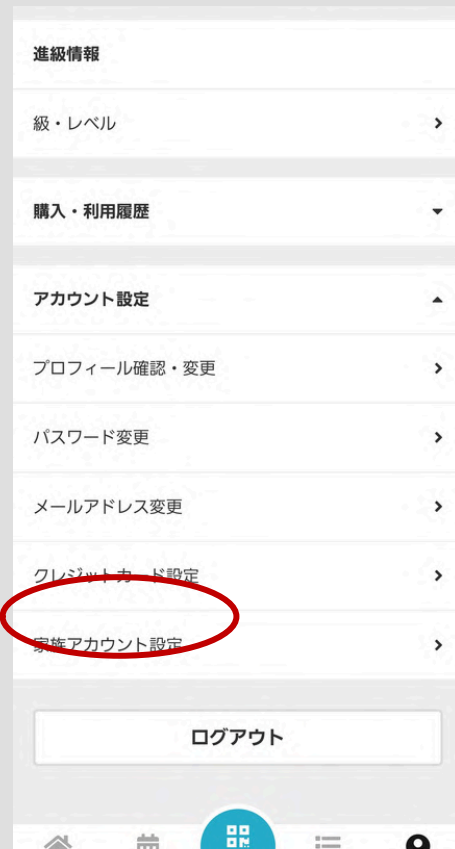 進級情報
級・レベル
購入・利用履歴
アカウント設定
プロフィール確認・変更
パスワード変更
メールアドレス変更
クレジットカード設定
家族アカウント設定
ログアウト